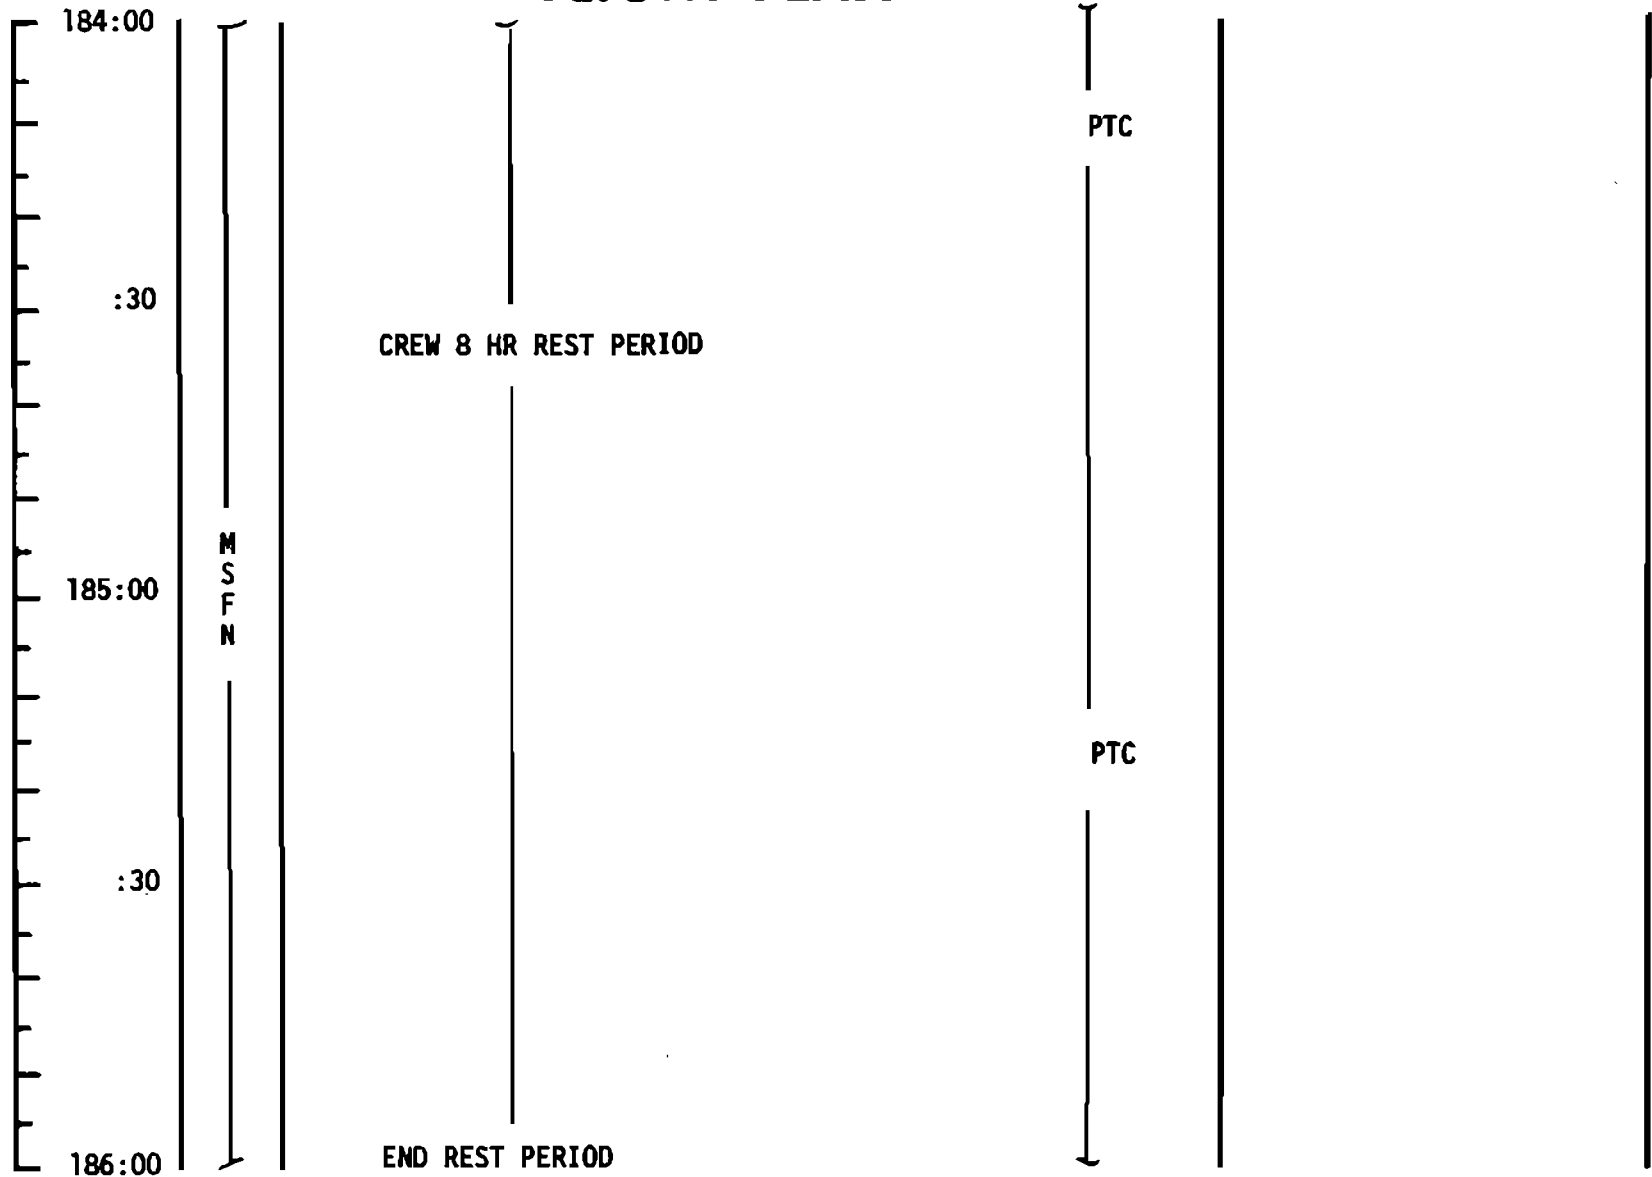 184:00
PTC
:30
CREW 8 HR REST PERIOD
M
S
F
N
185:00
PTC
:30
END REST PERIOD
186:00